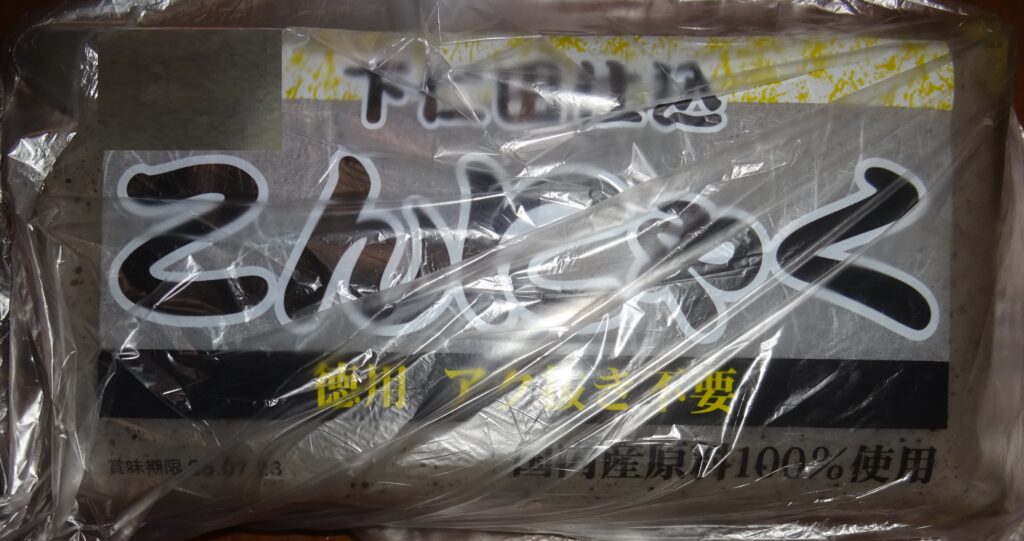 下仁田仕込
こんにゃく
徳用 アク抜き不要
賞味期限 25.07.23
国内産原料100%使用